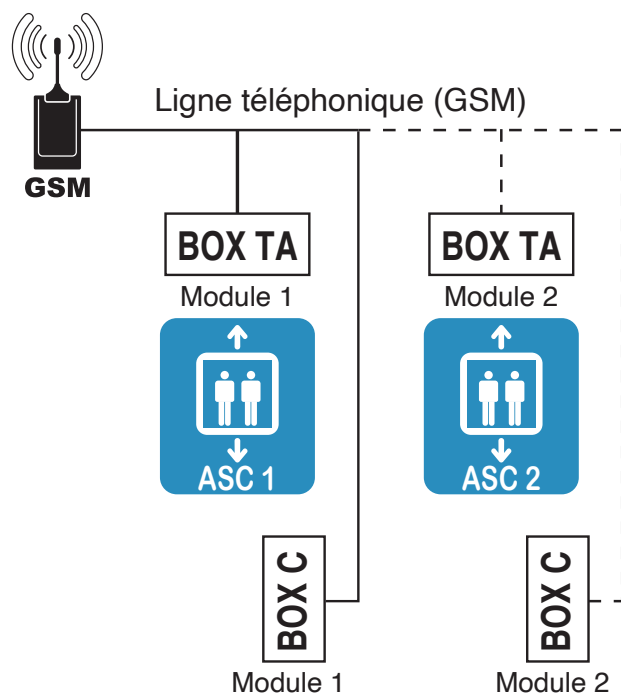 Ligne téléphonique (GSM)
GSM
BOX TA
BOX TA
Module 1
Module 2
ASC 1
ASC 2
BOX C
BOX C
Module 1
Module 2